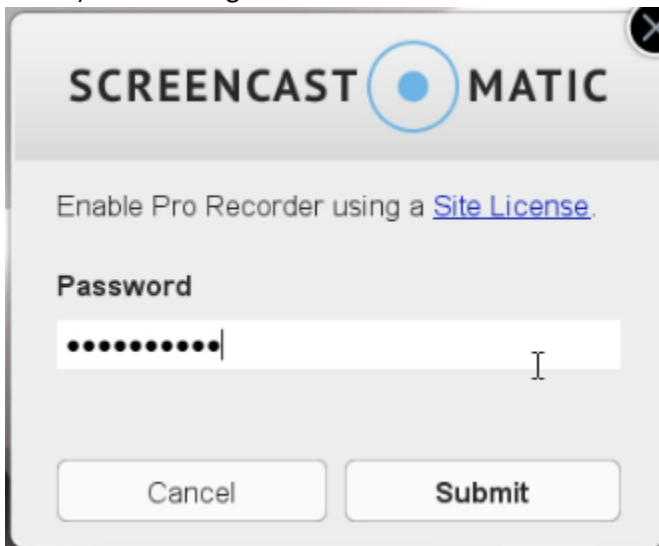 SCREENCAST MATIC
Enable Pro Recorder using a Site License.
Password
••••••••••
Cancel Submit